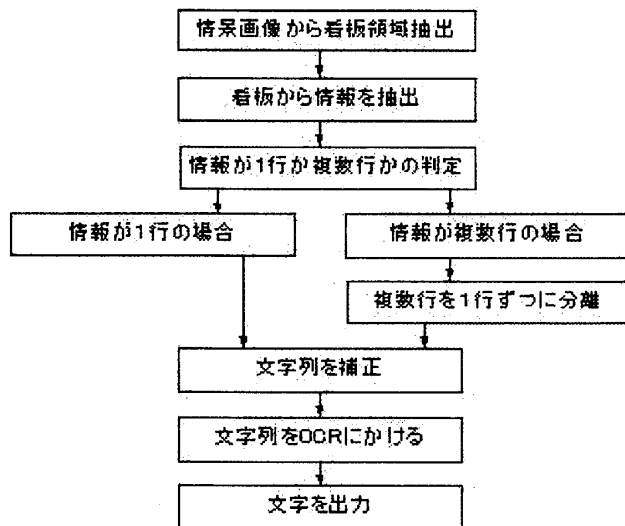 情景画像から看板領域抽出
看板から情報を抽出
情報が1行か複数行かの判定
情報が1行の場合
情報が複数行の場合
複数行を1行ずつに分離
文字列を補正
文字列をOCRにかける
文字を出力